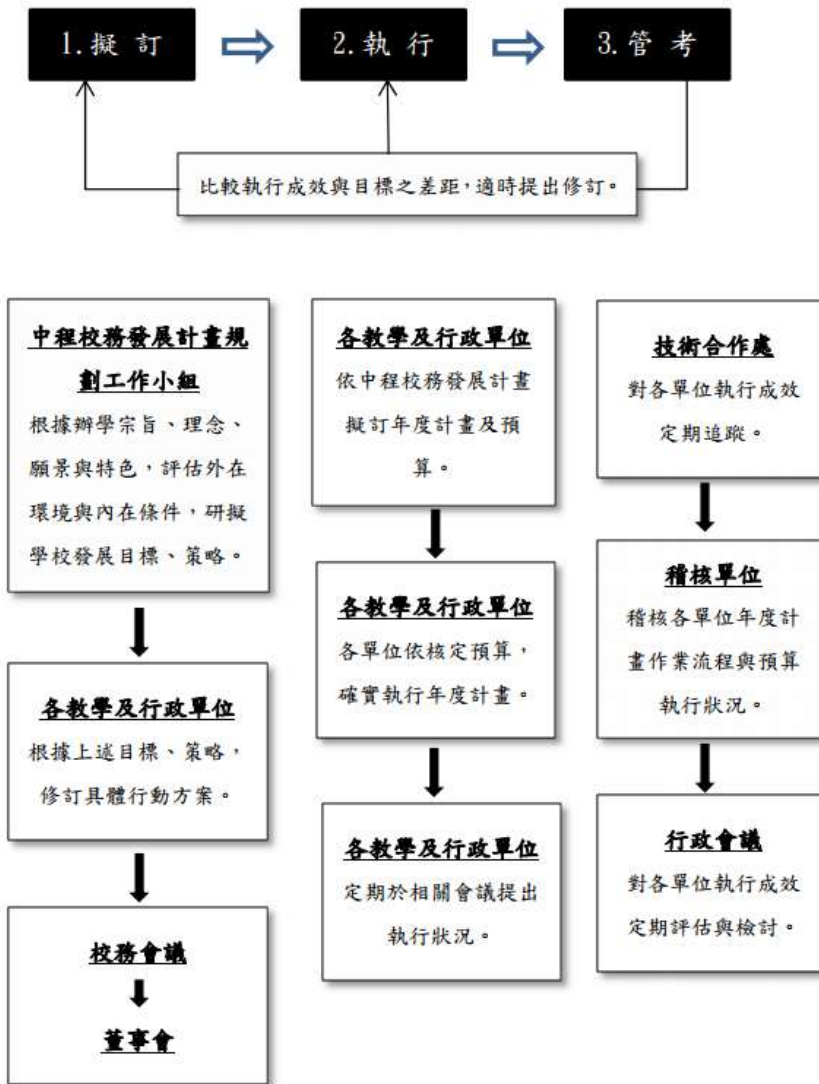 1.擬 訂
2.執 行
3.管 考
比較執行成效與目標之差距，適時提出修訂。
中程校務發展計畫規
劃工作小組
根據辦學宗旨、理念、
願景與特色，評估外在
環境與內在條件，研擬
學校發展目標、策略。
各教學及行政單位
根據上述目標、策略，
修訂具體行動方案。
校務會議
董事會
各教學及行政單位
依中程校務發展計畫
擬訂年度計畫及預
算。
各教學及行政單位
各單位依核定預算，
確實執行年度計畫。
各教學及行政單位
定期於相關會議提出
執行狀況。
技術合作處
對各單位執行成效
定期追蹤。
稽核單位
稽核各單位年度計
畫作業流程與預算
執行狀況。
行政會議
對各單位執行成效
定期評估與檢討。